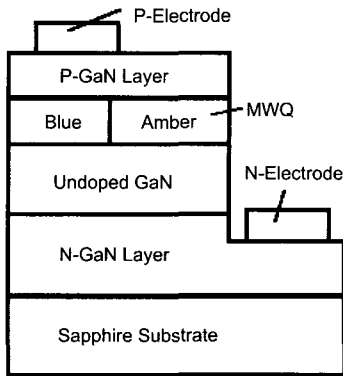 P-Electrode
P-GaN Layer
MWQ
Blue
Amber
Undoped GaN
N-Electrode
N-GaN Layer
Sapphire Substrate